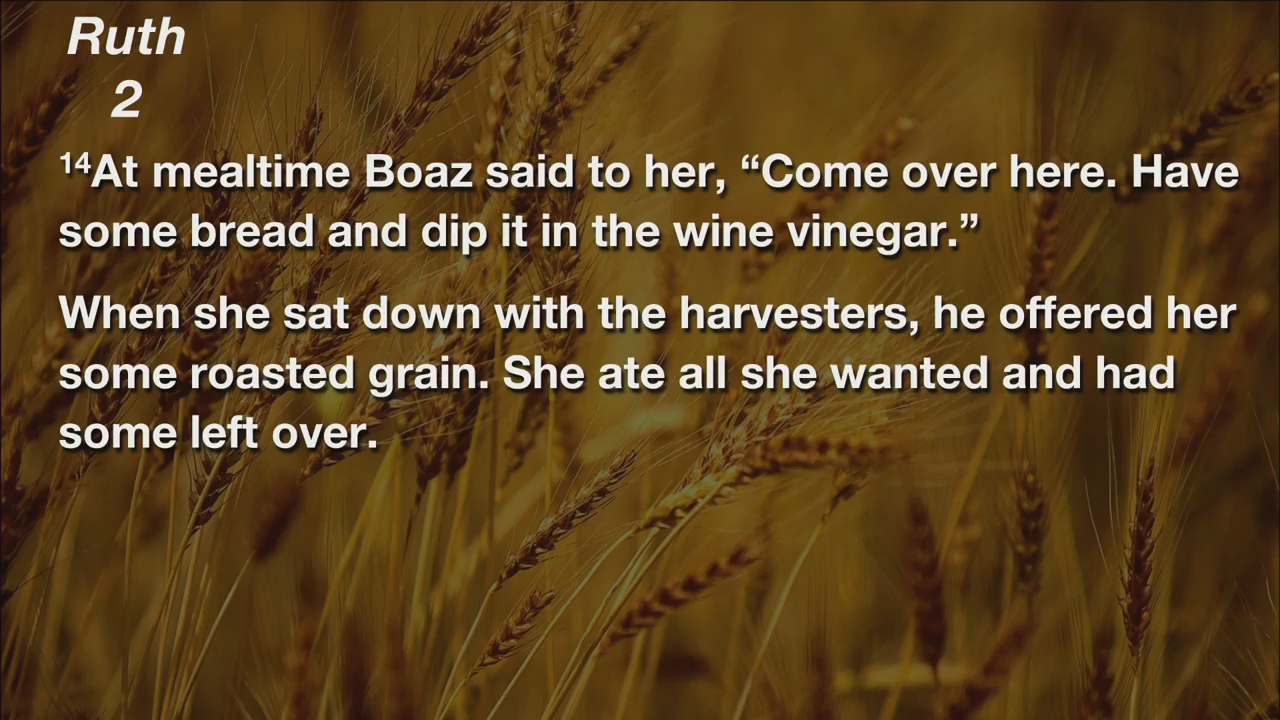 Ruth
2
¹⁴At mealtime Boaz said to her, “Come over here. Have
some bread and dip it in the wine vinegar.”
When she sat down with the harvesters, he offered her
some roasted grain. She ate all she wanted and had
some left over.